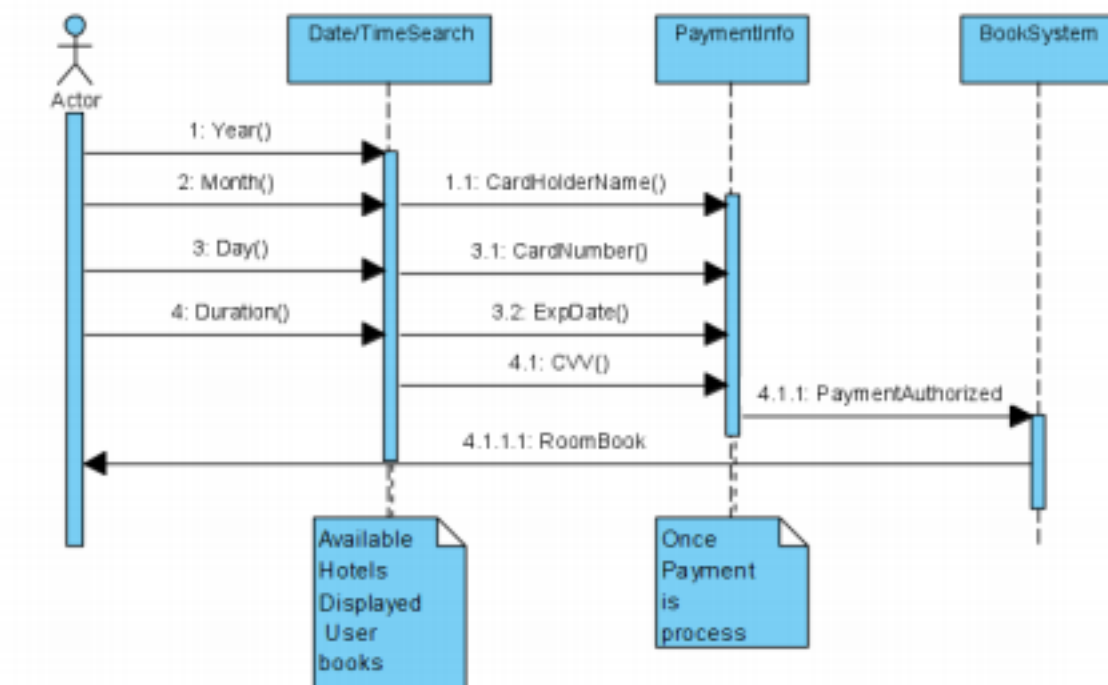 Date/TimeSearch
PaymentInfo
BookSystem
Actor
1: Year()
2: Month()
1.1: CardHolderName()
3: Day()
3.1: CardNumber()
4: Duration()
3.2: ExpDate()
4.1: CVV()
4.1.1: PaymentAuthorized
4.1.1.1: RoomBook
Available
Hotels
Displayed
User
books
Once
Payment
is
process